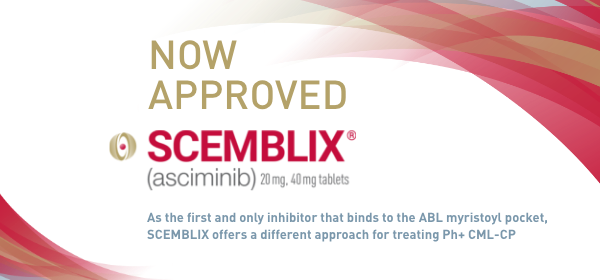 NOW
APPROVED
SCEMBLIX®
(asciminib) 20 mg, 40 mg tablets
As the first and only inhibitor that binds to the ABL myristoyl pocket,
SCEMBLIX offers a different approach for treating Ph+ CML-CP